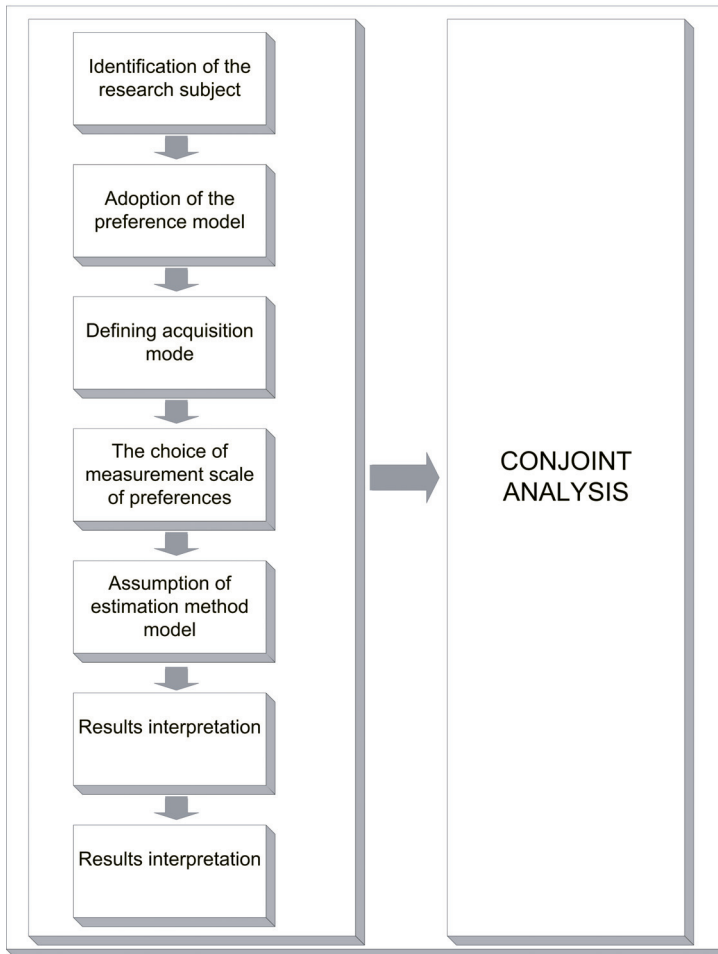 Identification of the
research subject
Adoption of the
preference model
Defining acquisition
mode
The choice of
measurement scale
of preferences
Assumption of
estimation method
model
Results interpretation
Results interpretation
CONJOINT
ANALYSIS